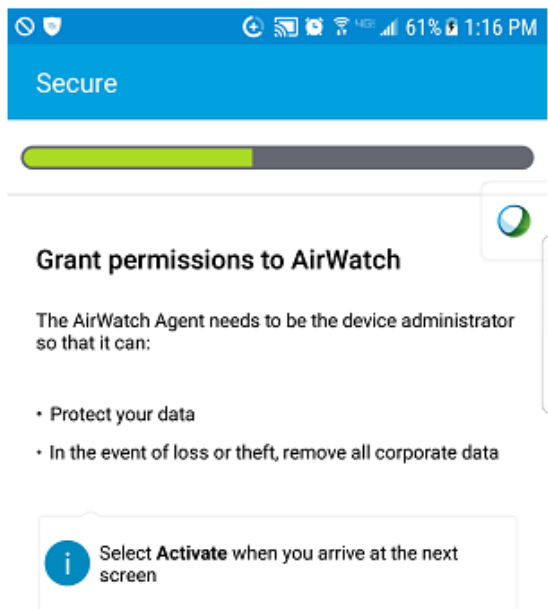 61% 1:16 PM
Secure
Grant permissions to AirWatch
The AirWatch Agent needs to be the device administrator
so that it can:
• Protect your data
• In the event of loss or theft, remove all corporate data
i
Select Activate when you arrive at the next
screen